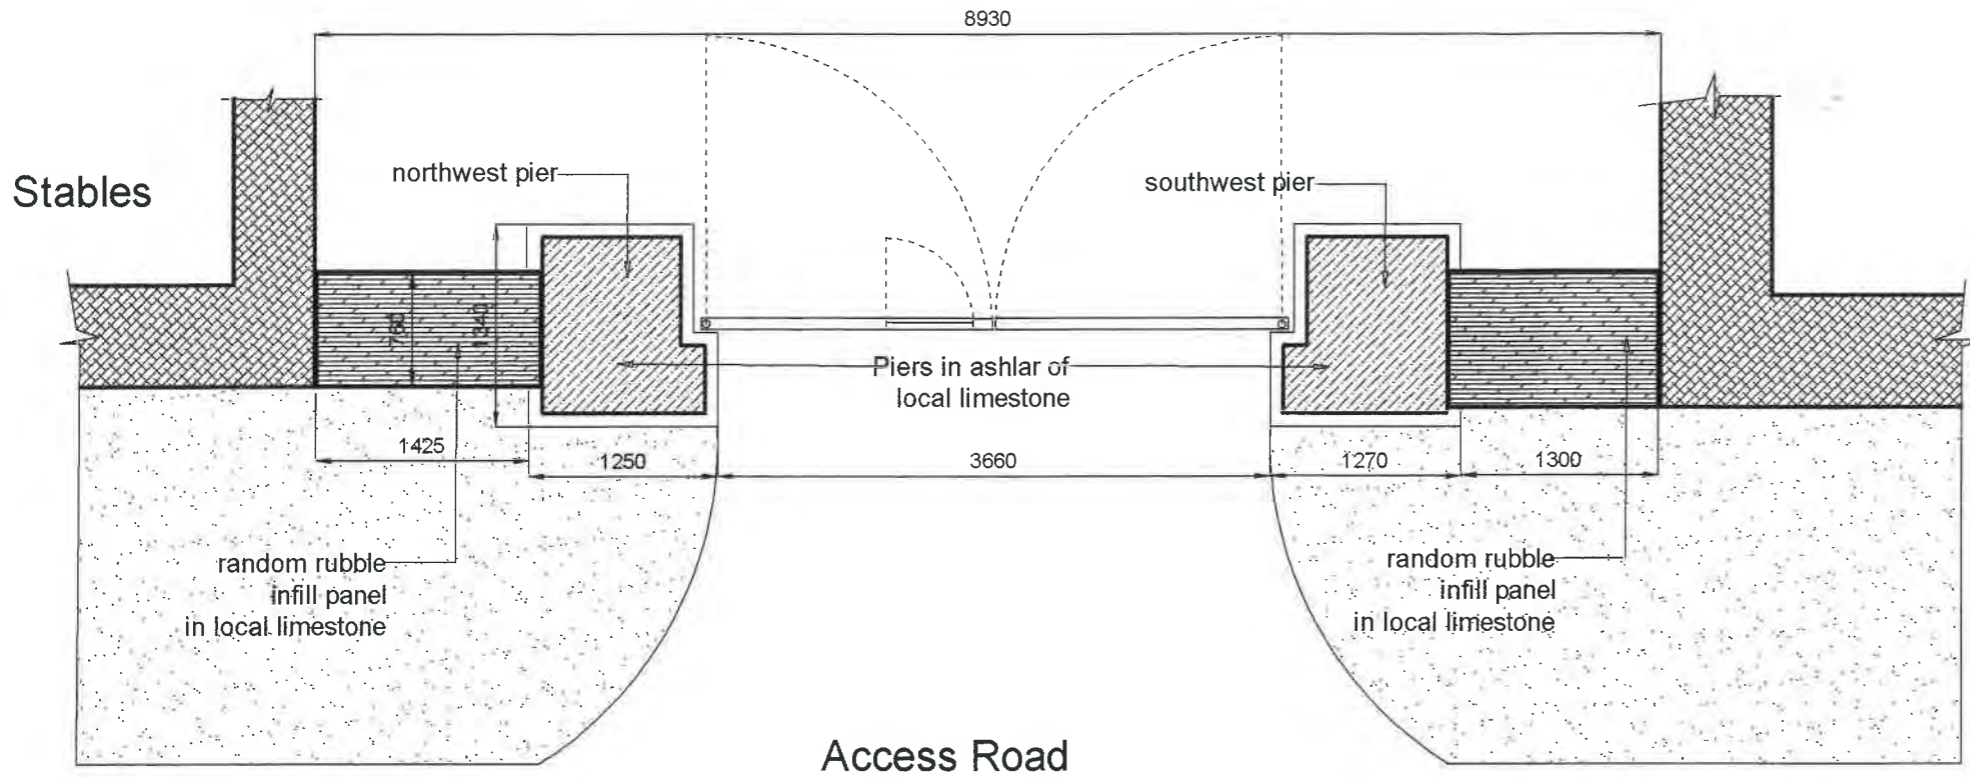 8930
Stables
northwest pier
southwest pier
760
1340
Piers in ashlar of
local limestone
1425
1250
3660
1270
1300
random rubble
infill panel
in local limestone
random rubble
infill panel
in local limestone
Access Road